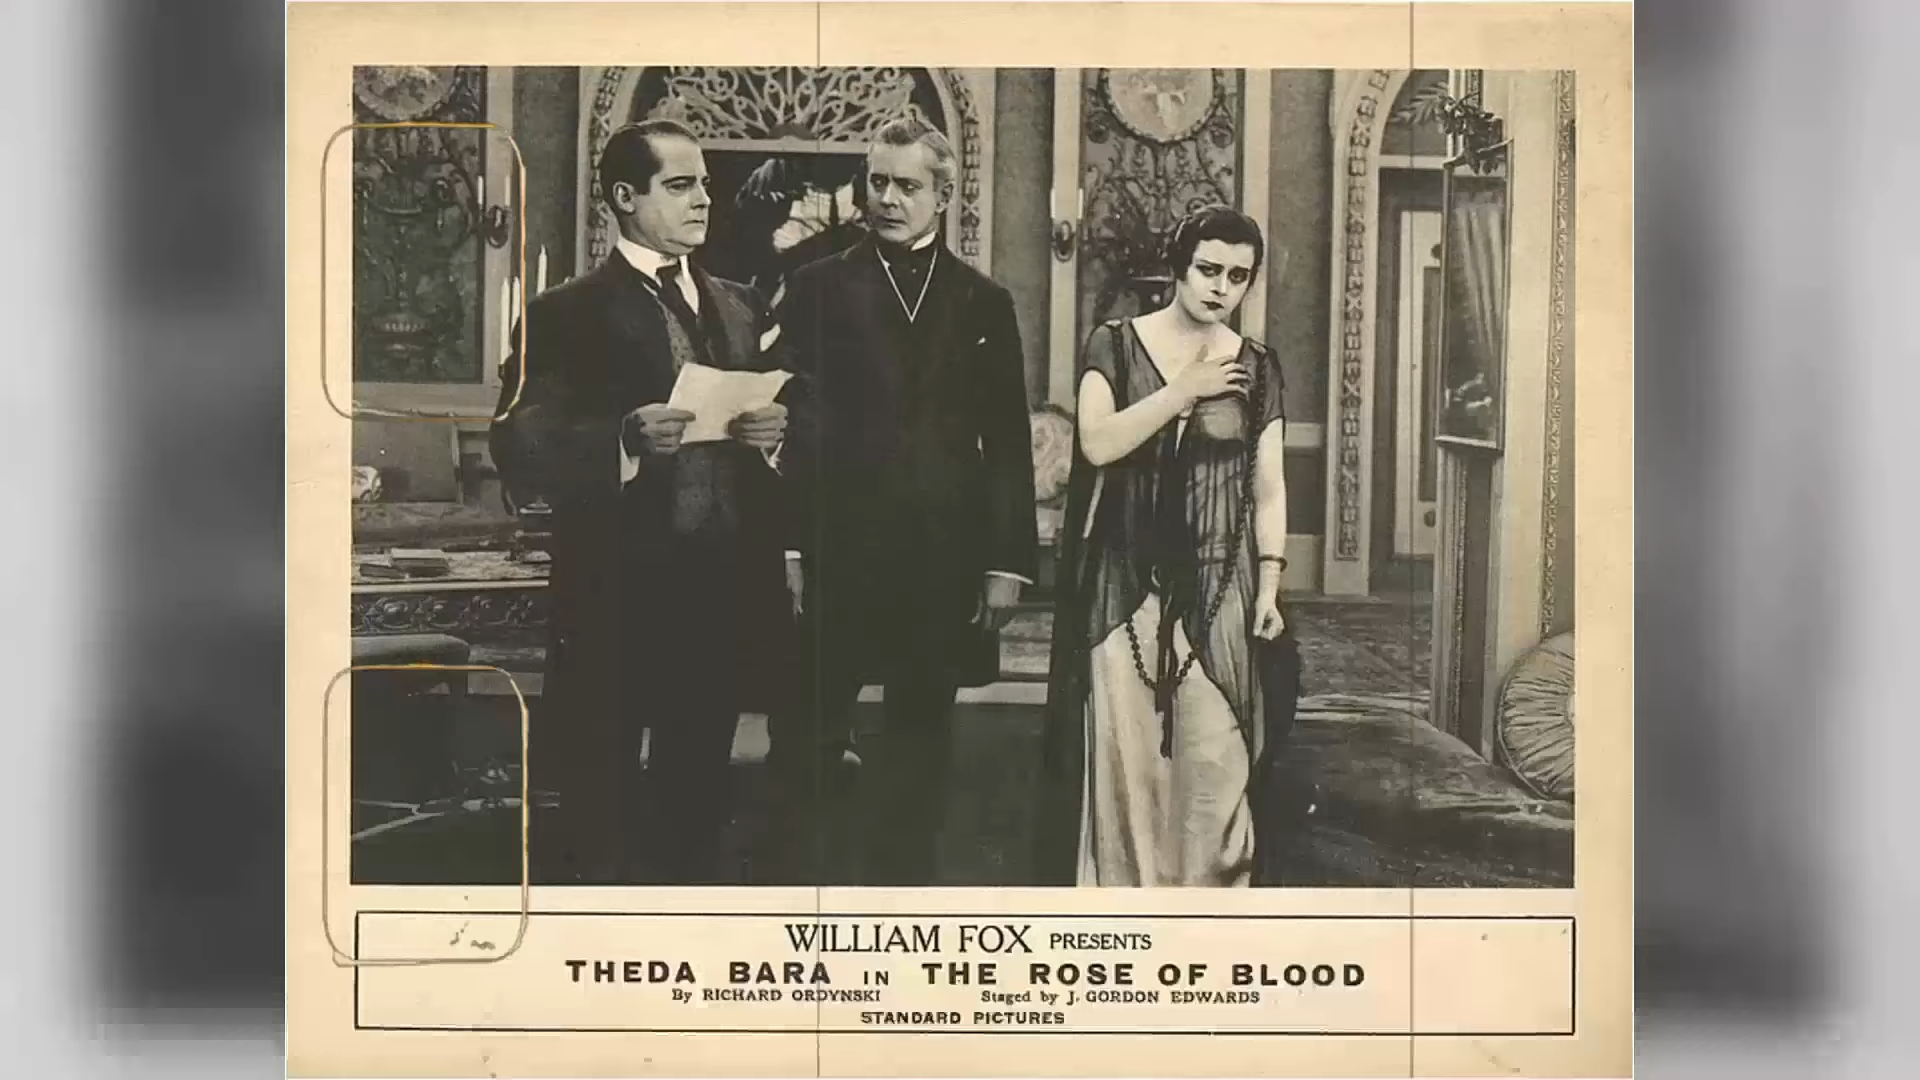 WILLIAM FOX PRESENTS
THEDA BARA IN THE ROSE OF BLOOD
By RICHARD ORDYNSKI Staged by J. GORDON EDWARDS
STANDARD PICTURES